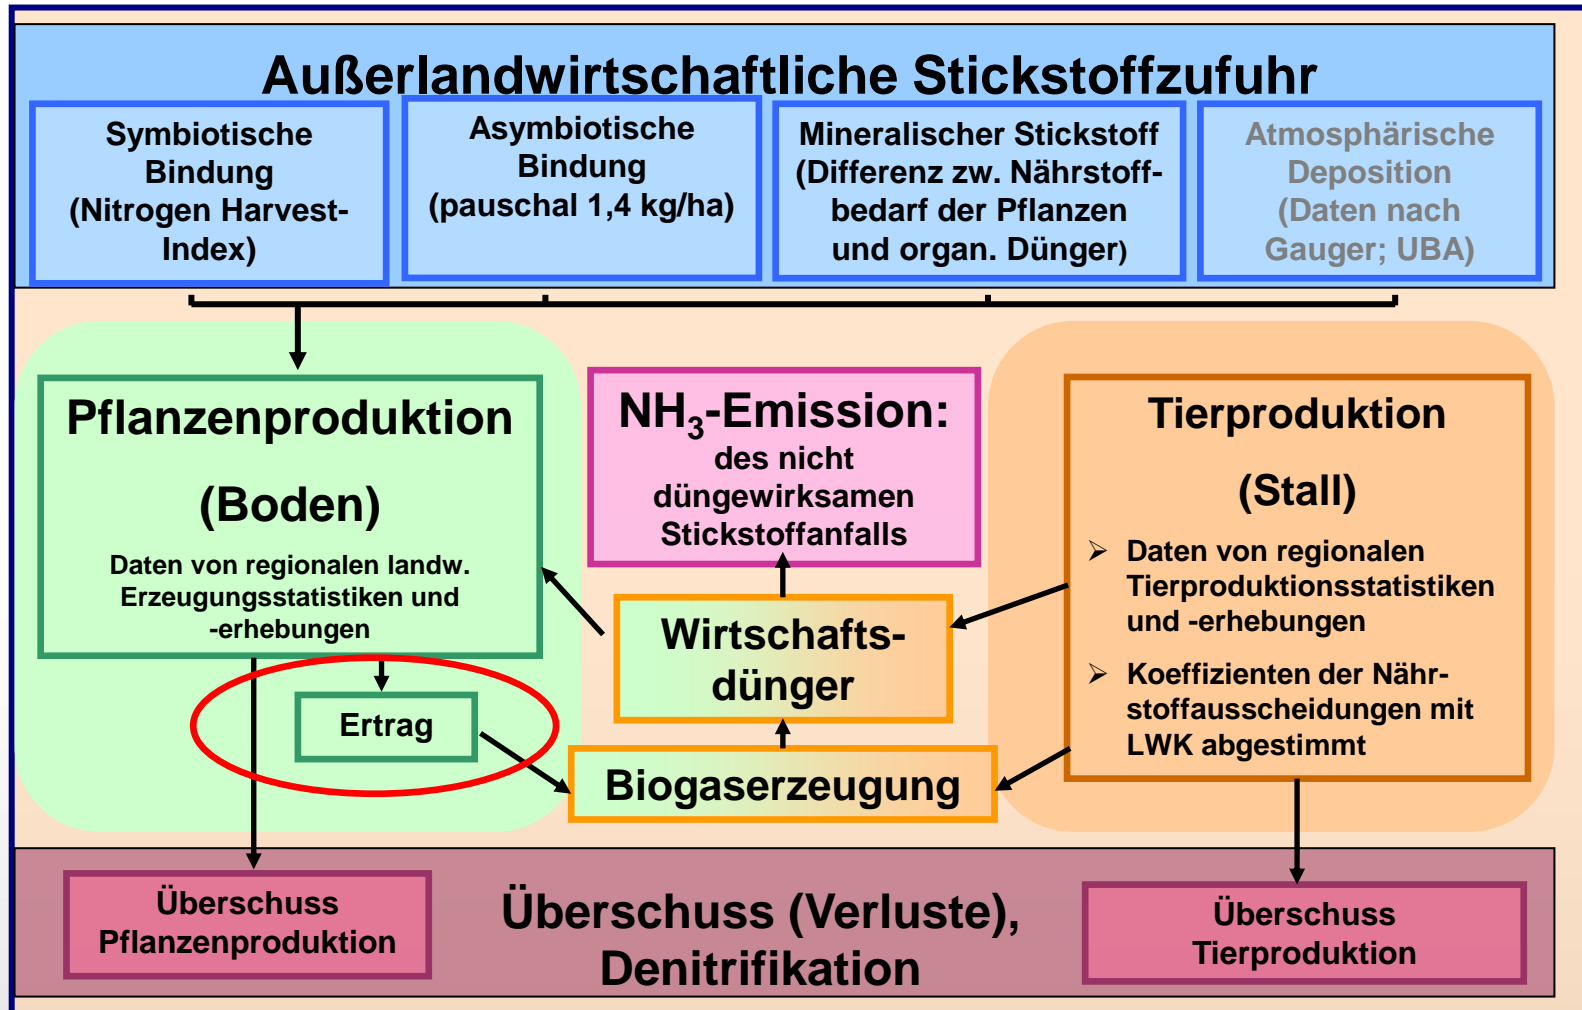 Außerlandwirtschaftliche Stickstoffzufuhr
Symbiotische
Bindung
(Nitrogen Harvest-
Index)
Asymbiotische
Bindung
(pauschal 1,4 kg/ha)
Mineralischer Stickstoff
(Differenz zw. Nährstoff-
bedarf der Pflanzen
und organ. Dünger)
Atmosphärische
Deposition
(Daten nach
Gauger; UBA)
Pflanzenproduktion
(Boden)
Daten von regionalen landw.
Erzeugungsstatistiken und
-erhebungen
Ertrag
NH₃-Emission:
des nicht
düngewirksamen
Stickstoffanfalls
Wirtschafts-
dünger
Biogaserzeugung
Tierproduktion
(Stall)
➢ Daten von regionalen
Tierproduktionsstatistiken
und -erhebungen
➢ Koeffizienten der Nähr-
stoffausscheidungen mit
LWK abgestimmt
Überschuss
Pflanzenproduktion
Überschuss (Verluste),
Denitrifikation
Überschuss
Tierproduktion